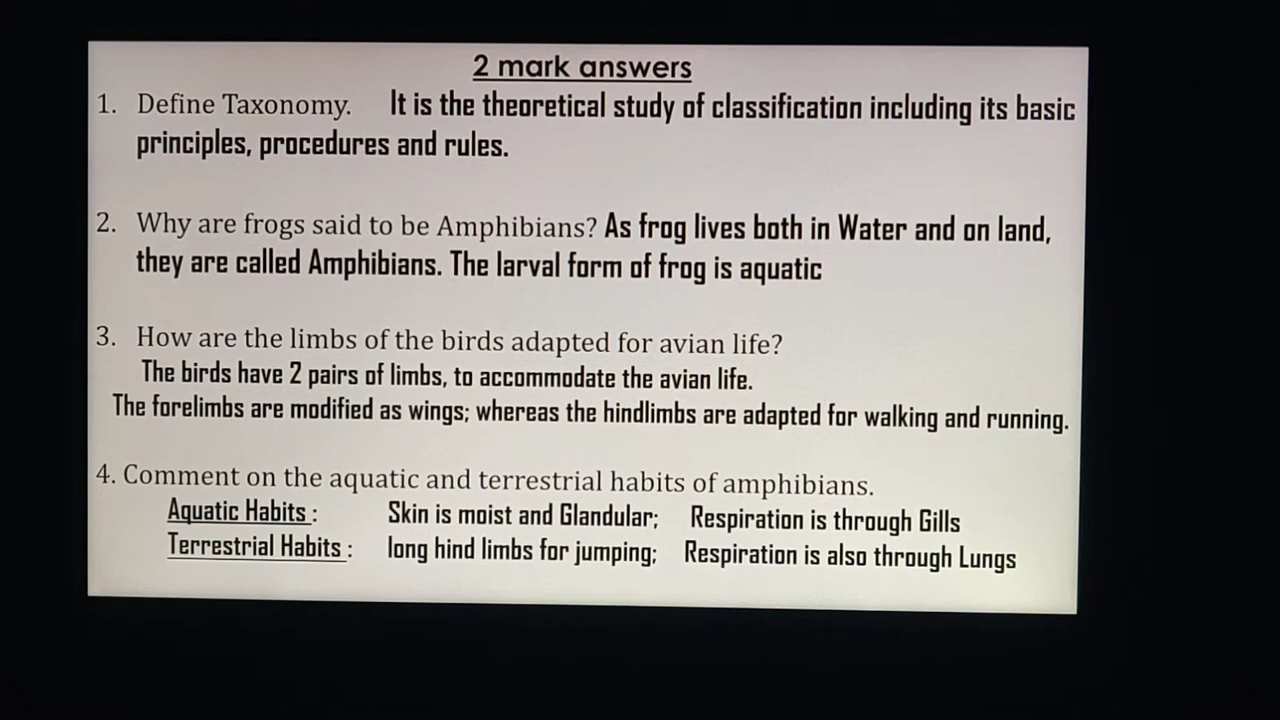 2 mark answers
1. Define Taxonomy. It is the theoretical study of classification including its basic
principles, procedures and rules.
2. Why are frogs said to be Amphibians? As frog lives both in Water and on land,
they are called Amphibians. The larval form of frog is aquatic
3. How are the limbs of the birds adapted for avian life?
The birds have 2 pairs of limbs, to accommodate the avian life.
The forelimbs are modified as wings; whereas the hindlimbs are adapted for walking and running.
4. Comment on the aquatic and terrestrial habits of amphibians.
Aquatic Habits : Skin is moist and Glandular; Respiration is through Gills
Terrestrial Habits : long hind limbs for jumping; Respiration is also through Lungs